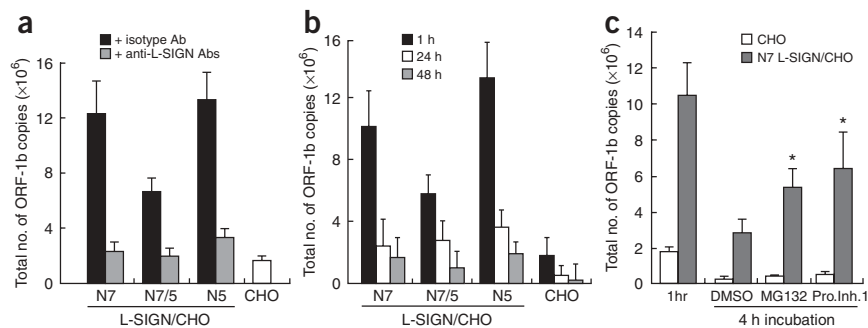 a
+ isotype Ab
+ anti-L-SIGN Abs
Total no. of ORF-1b copies (×10⁶)
16
12
8
4
0
N7
N7/5
N5
CHO
L-SIGN/CHO
b
1 h
24 h
48 h
Total no. of ORF-1b copies (×10⁶)
16
12
8
4
0
N7
N7/5
N5
CHO
L-SIGN/CHO
c
CHO
N7 L-SIGN/CHO
Total no. of ORF-1b copies (×10⁶)
14
12
10
8
6
4
2
0
*
*
1hr
DMSO
MG132
Pro.Inh.1
4 h incubation